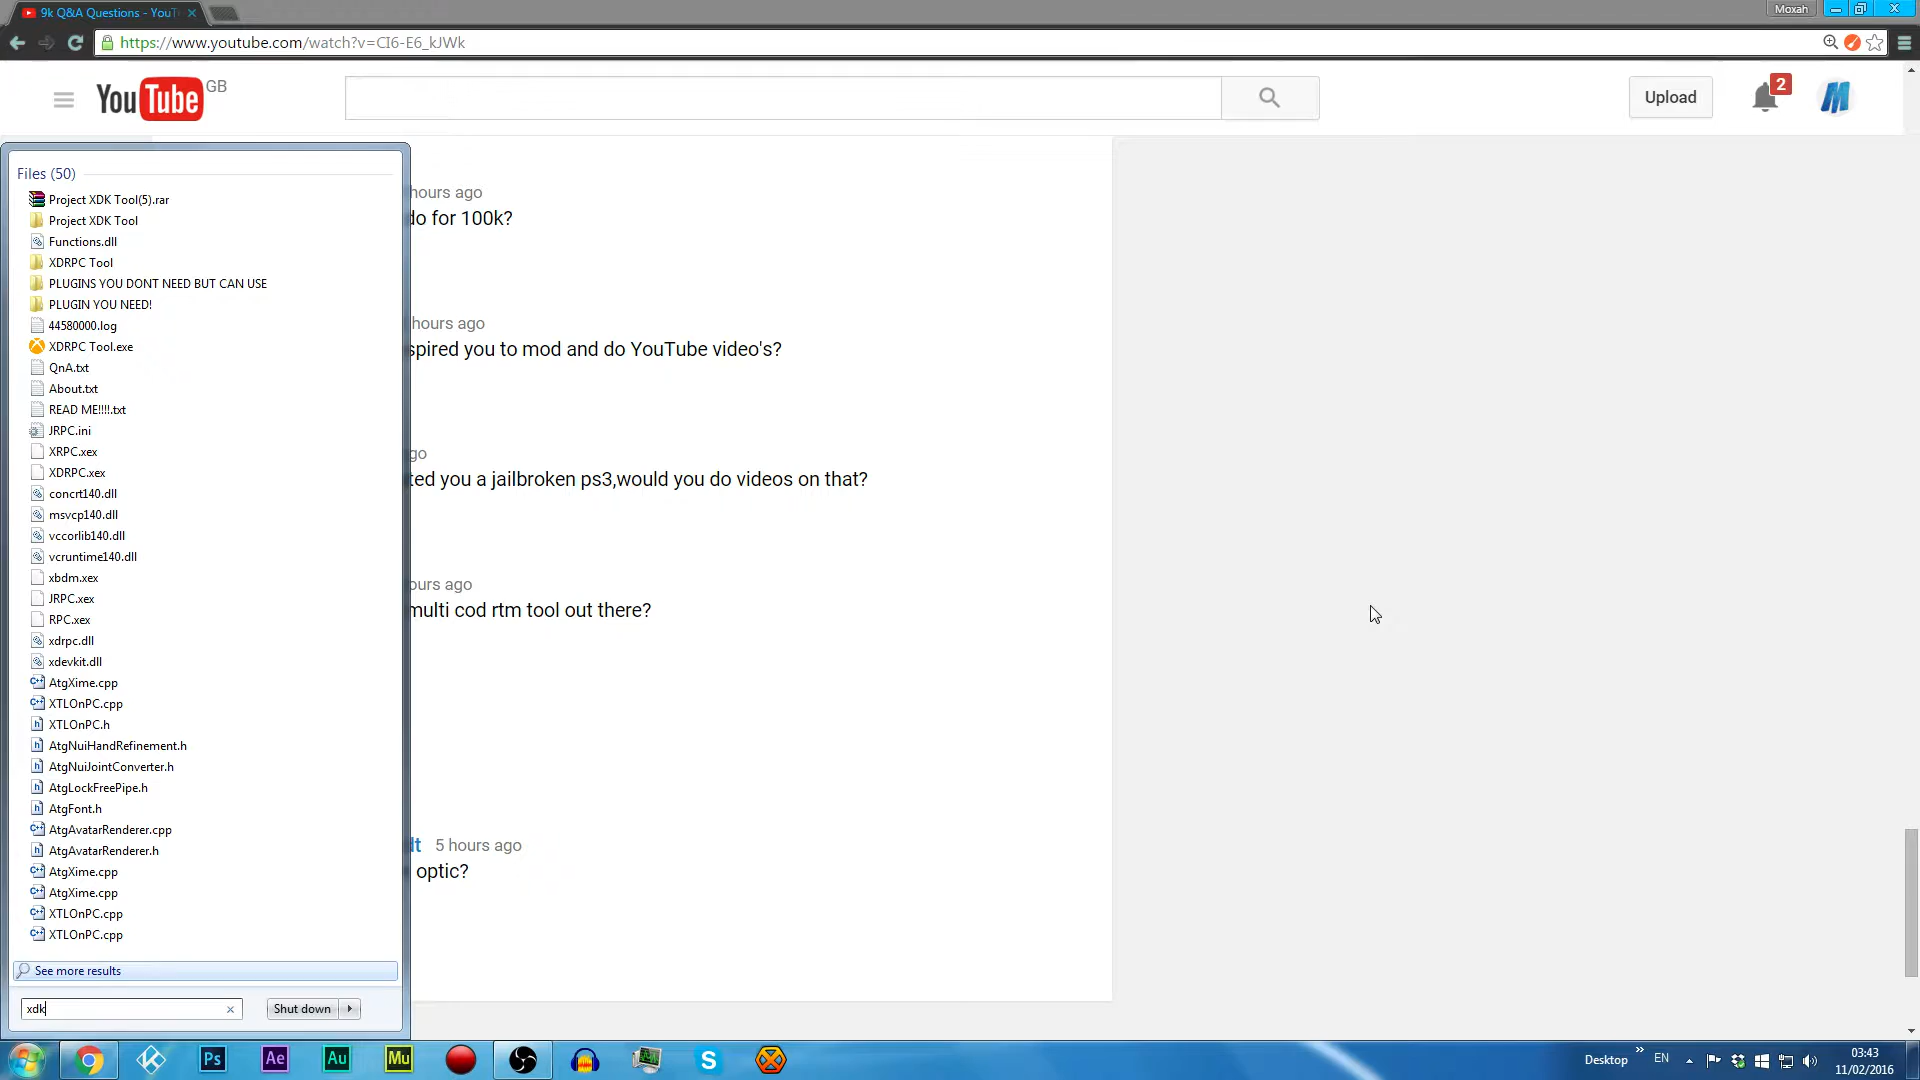 9k Q&A Questions - YouT
Moxah
https://www.youtube.com/watch?v=CI6-E6_kJWk
YouTube GB
Upload
2
Files (50)
Project XDK Tool(5).rar
Project XDK Tool
Functions.dll
XDRPC Tool
PLUGINS YOU DONT NEED BUT CAN USE
PLUGIN YOU NEED!
44580000.log
XDRPC Tool.exe
QnA.txt
About.txt
READ ME!!!!.txt
JRPC.ini
XRPC.xex
XDRPC.xex
concrt140.dll
msvcp140.dll
vccorlib140.dll
vcruntime140.dll
xbdm.xex
JRPC.xex
RPC.xex
xdrpc.dll
xdevkit.dll
AtgXime.cpp
XTLOnPC.cpp
XTLOnPC.h
AtgNuiHandRefinement.h
AtgNuiJointConverter.h
AtgLockFreePipe.h
AtgFont.h
AtgAvatarRenderer.cpp
AtgAvatarRenderer.h
AtgXime.cpp
AtgXime.cpp
XTLOnPC.cpp
XTLOnPC.cpp
See more results
xdk
Shut down
hours ago
do for 100k?
hours ago
spired you to mod and do YouTube video's?
go
ted you a jailbroken ps3,would you do videos on that?
ours ago
multi cod rtm tool out there?
dt 5 hours ago
optic?
Ps
Ae
Au
Mu
S
Desktop
EN
03:43
11/02/2016